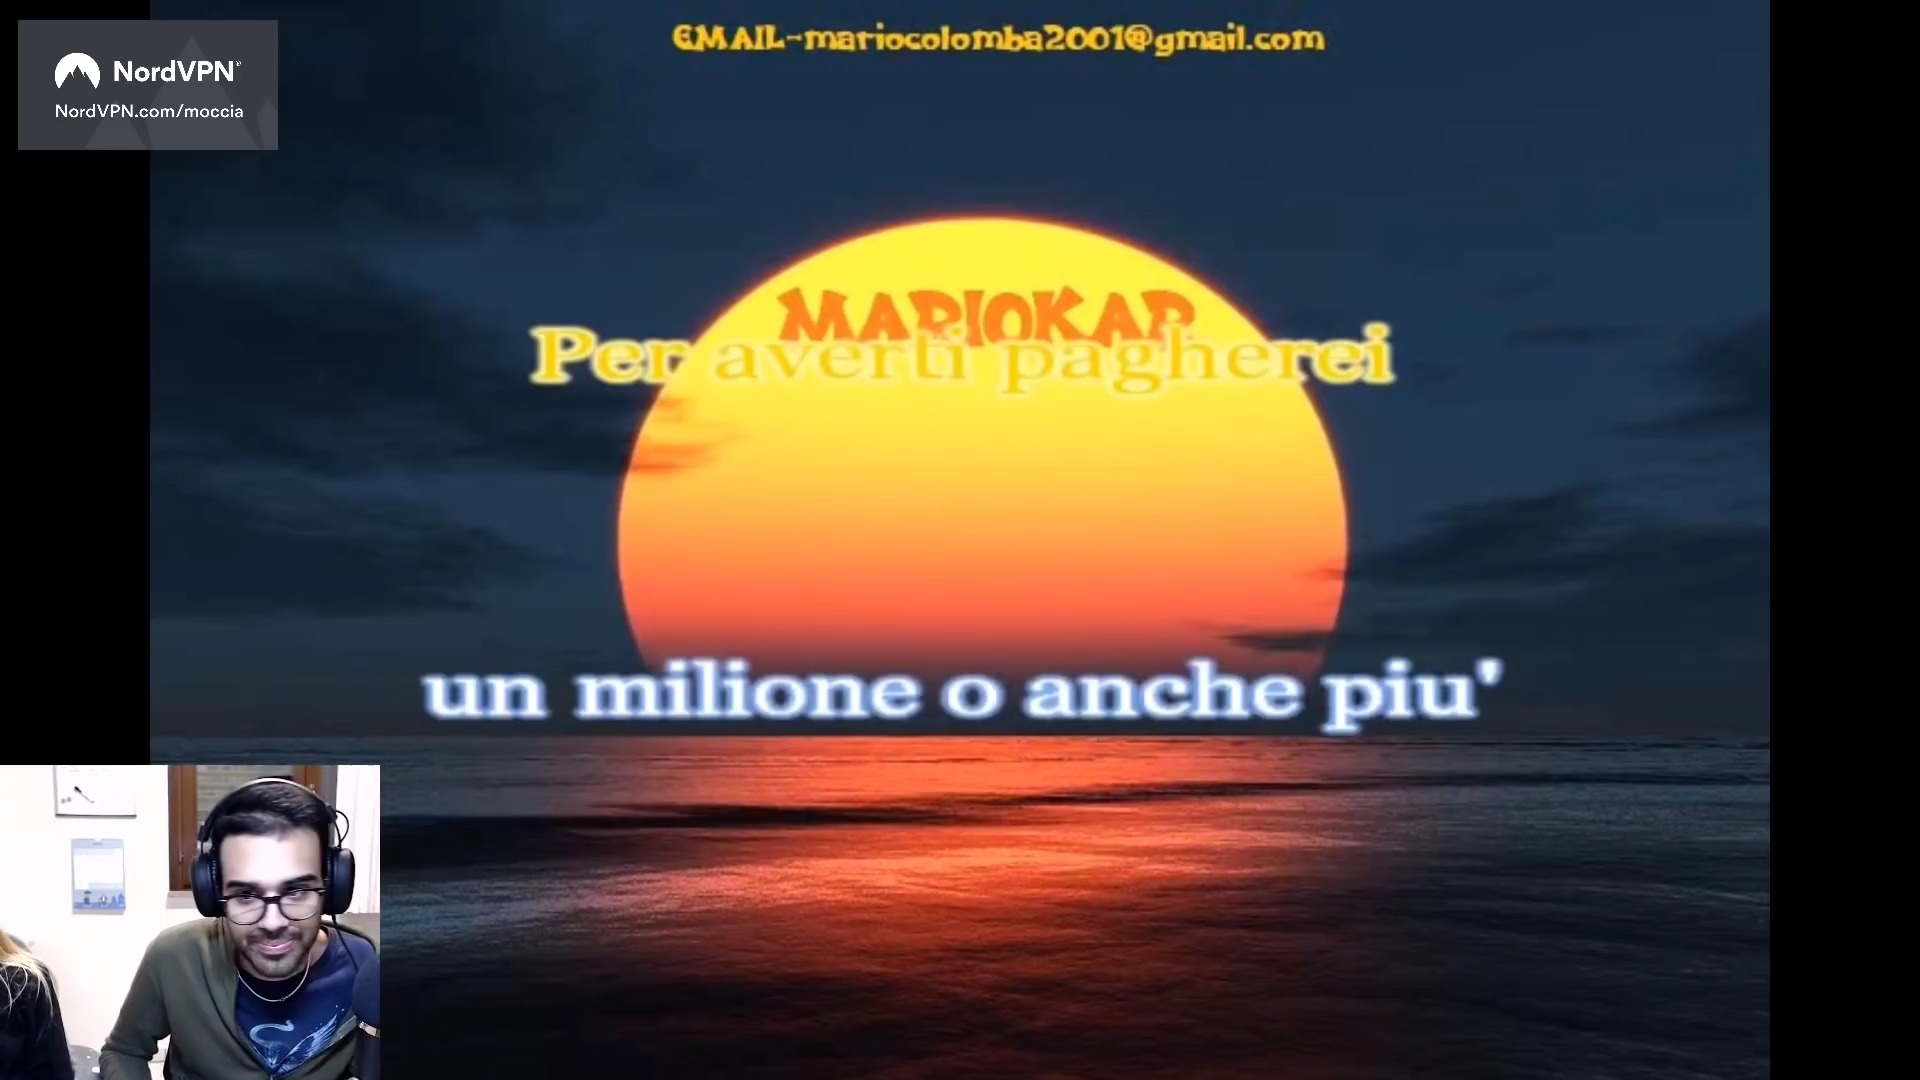 EMAIL-mariocolomba2001@gmail.com
NordVPN®
NordVPN.com/moccia
MARIOKAR
Per averti pagherei
un milione o anche piu'